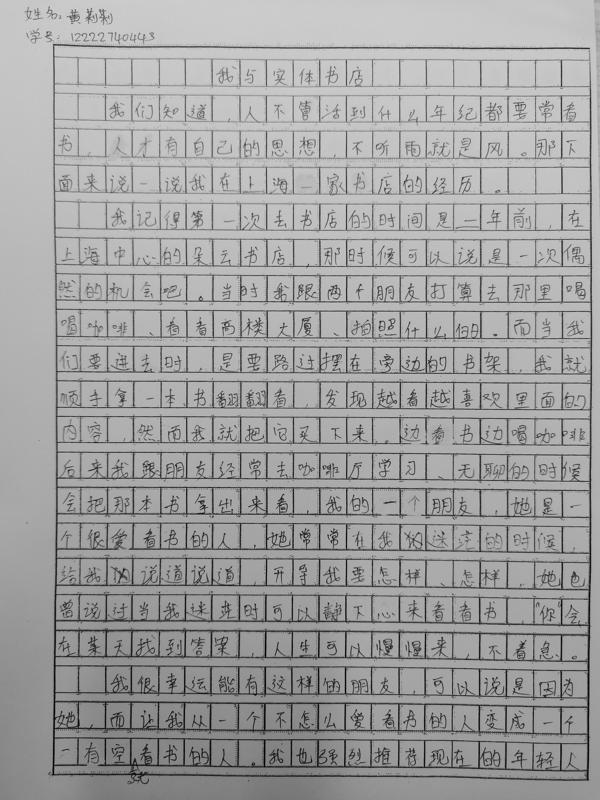 姓名：黄莉莉
学号：12222740443
我与实体书店
我们知道，人不管活到什么年纪都要常看
书，人才有自己的思想，不听雨就是风。那下
面来说一说我在上海一家书店的经历。
我记得第一次去书店的时间是一年前，在
上海中心的朵云书店，那时候可以说是一次偶
然的机会吧。当时我跟两个朋友打算去那里喝
喝咖啡、看看高楼大厦、拍照什么的。而当我
们要进去时，是要路过摆在旁边的书架，我就
顺手拿一本书翻翻看，发现越看越喜欢里面的
内容，然而我就把它买下来。边看书边喝咖啡
后来我跟朋友经常去咖啡厅学习、无聊的时候
会把那本书拿出来看，我的一个朋友，她是一
个很爱看书的人，她常常在我迷茫的时候，
给我说道说道，开导我要怎样、怎样，她也
曾说过当我迷茫时可以静下心来看看书，“你”会
在某天找到答案，人生可以慢慢来，不着急。
我很幸运能有这样的朋友，可以说是因为
她，而让我从一个不怎么爱看书的人变成一个
一有空就看书的人。我也强烈推荐现在的年轻人